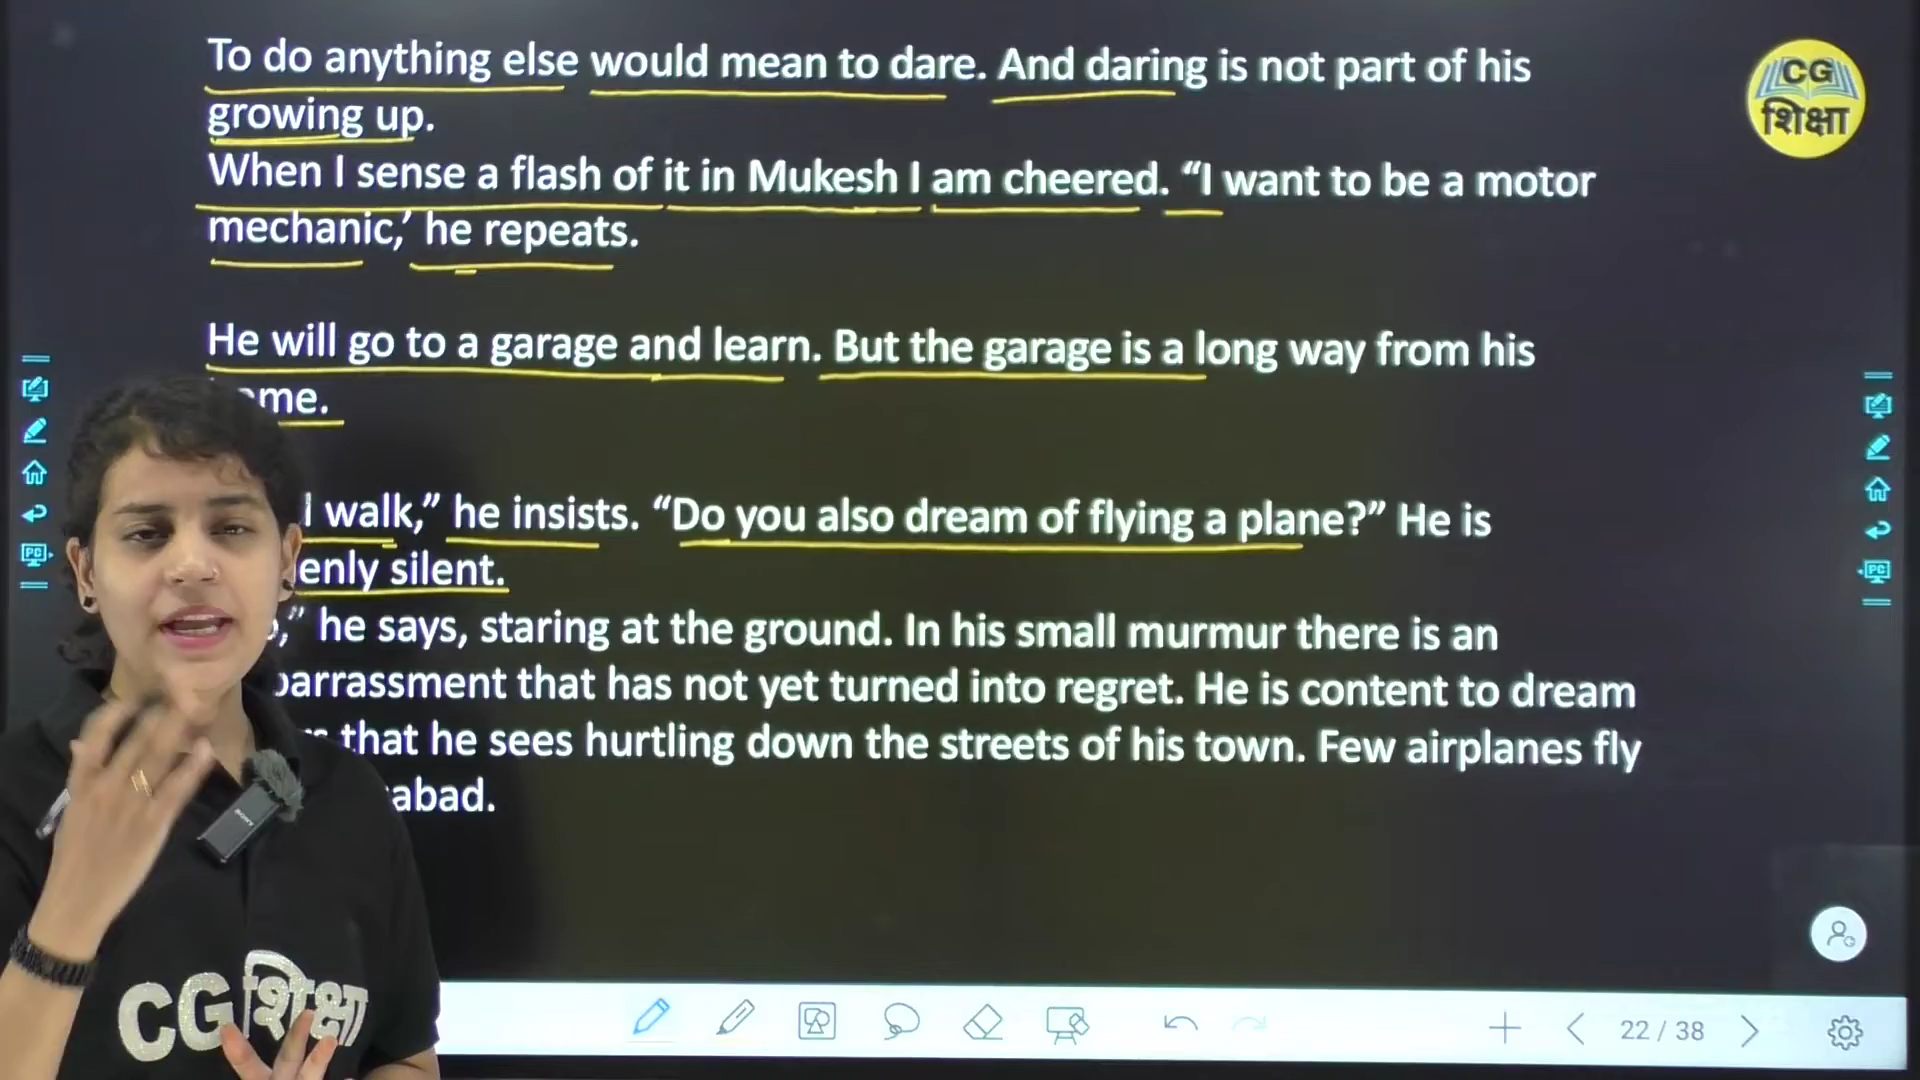 To do anything else would mean to dare. And daring is not part of his
growing up.
When I sense a flash of it in Mukesh I am cheered. “I want to be a motor
mechanic,’ he repeats.
He will go to a garage and learn. But the garage is a long way from his
walk,” he insists. “Do you also dream of flying a plane?” He is
silent.
he says, staring at the ground. In his small murmur there is an
that has not yet turned into regret. He is content to dream
that he sees hurtling down the streets of his town. Few airplanes fly
CG
शिक्षा
PC
PC
SONY
CG शिक्षा
22 / 38